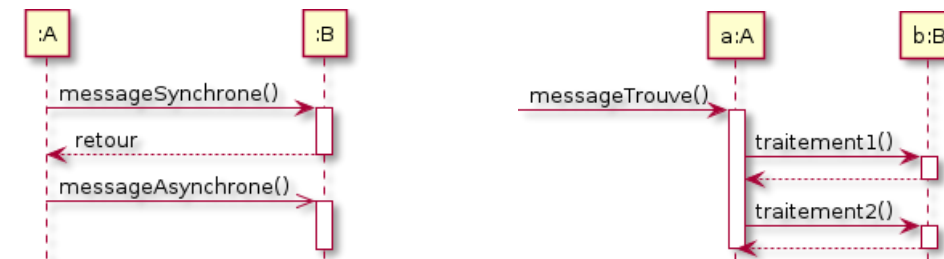 :A
:B
messageSynchrone()
retour
messageAsynchrone()
a:A
b:B
messageTrouve()
traitement1()
traitement2()